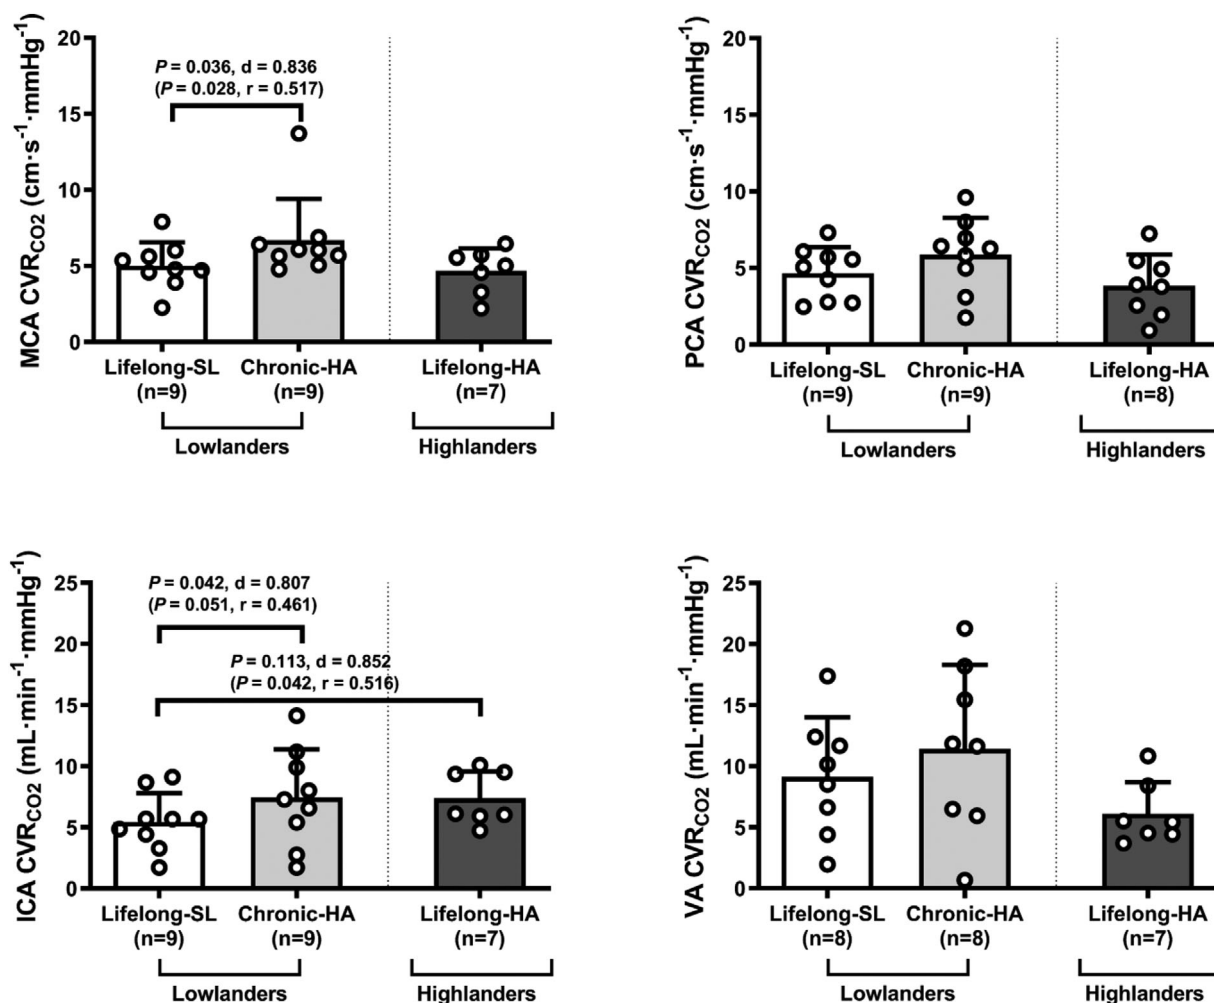 MCA CVR_CO2 (cm·s⁻¹·mmHg⁻¹)
20
15
10
5
0
P = 0.036, d = 0.836
(P = 0.028, r = 0.517)
Lifelong-SL
(n=9)
Chronic-HA
(n=9)
Lifelong-HA
(n=7)
Lowlanders
Highlanders
PCA CVR_CO2 (cm·s⁻¹·mmHg⁻¹)
20
15
10
5
0
Lifelong-SL
(n=9)
Chronic-HA
(n=9)
Lifelong-HA
(n=8)
Lowlanders
Highlanders
ICA CVR_CO2 (mL·min⁻¹·mmHg⁻¹)
25
20
15
10
5
0
P = 0.042, d = 0.807
(P = 0.051, r = 0.461)
P = 0.113, d = 0.852
(P = 0.042, r = 0.516)
Lifelong-SL
(n=9)
Chronic-HA
(n=9)
Lifelong-HA
(n=7)
Lowlanders
Highlanders
VA CVR_CO2 (mL·min⁻¹·mmHg⁻¹)
25
20
15
10
5
0
Lifelong-SL
(n=8)
Chronic-HA
(n=8)
Lifelong-HA
(n=7)
Lowlanders
Highlanders